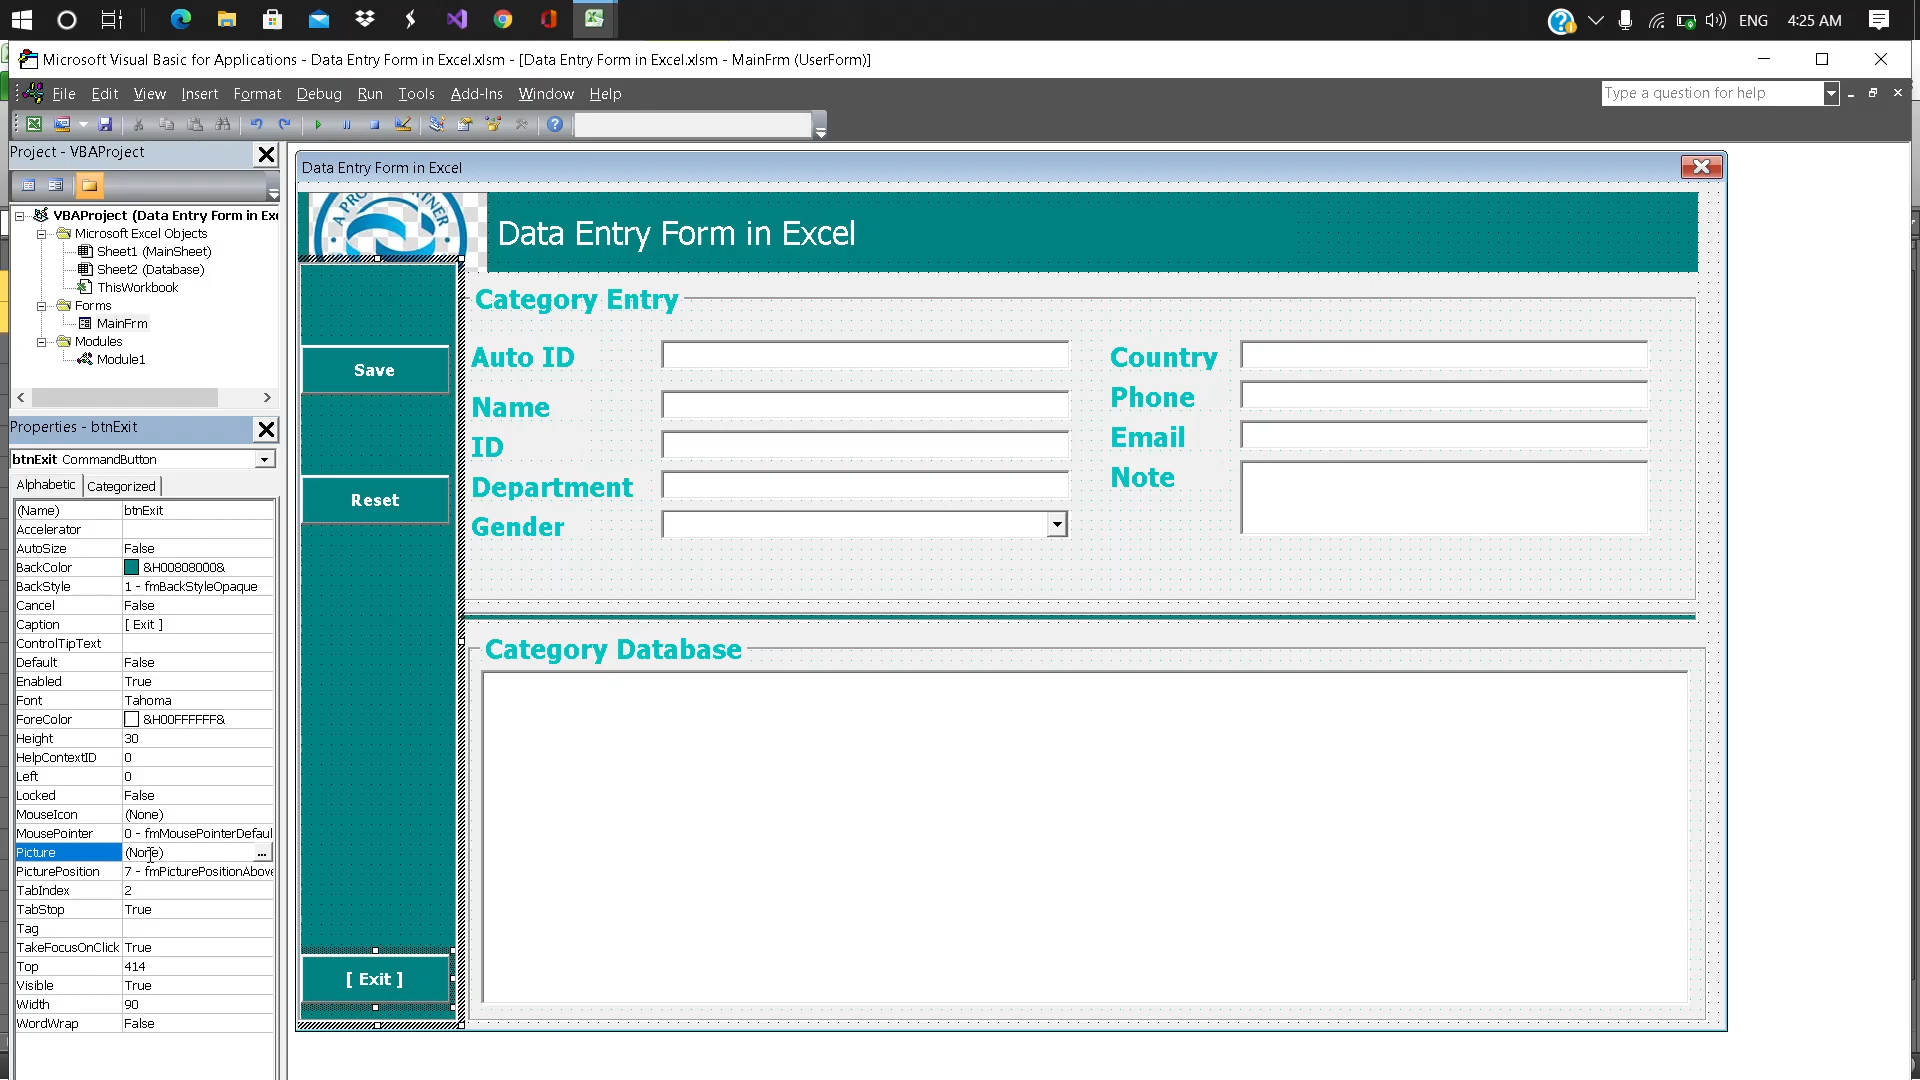 ENG
4:25 AM
Microsoft Visual Basic for Applications - Data Entry Form in Excel.xlsm - [Data Entry Form in Excel.xlsm - MainFrm (UserForm)]
File Edit View Insert Format Debug Run Tools Add-Ins Window Help
Type a question for help
Project - VBAProject
VBAProject (Data Entry Form in Ex
Microsoft Excel Objects
Sheet1 (MainSheet)
Sheet2 (Database)
ThisWorkbook
Forms
MainFrm
Modules
Module1
Properties - btnExit
btnExit CommandButton
Alphabetic Categorized
(Name) btnExit
Accelerator
AutoSize False
BackColor &H00808000&
BackStyle 1 - fmBackStyleOpaque
Cancel False
Caption [ Exit ]
ControlTipText
Default False
Enabled True
Font Tahoma
ForeColor &H00FFFFFF&
Height 30
HelpContextID 0
Left 0
Locked False
MouseIcon (None)
MousePointer 0 - fmMousePointerDefaul
Picture (None) ...
PicturePosition 7 - fmPicturePositionAbove
TabIndex 2
TabStop True
Tag
TakeFocusOnClick True
Top 414
Visible True
Width 90
WordWrap False
Data Entry Form in Excel
Data Entry Form in Excel
Save
Reset
[ Exit ]
Category Entry
Auto ID
Name
ID
Department
Gender
Country
Phone
Email
Note
Category Database